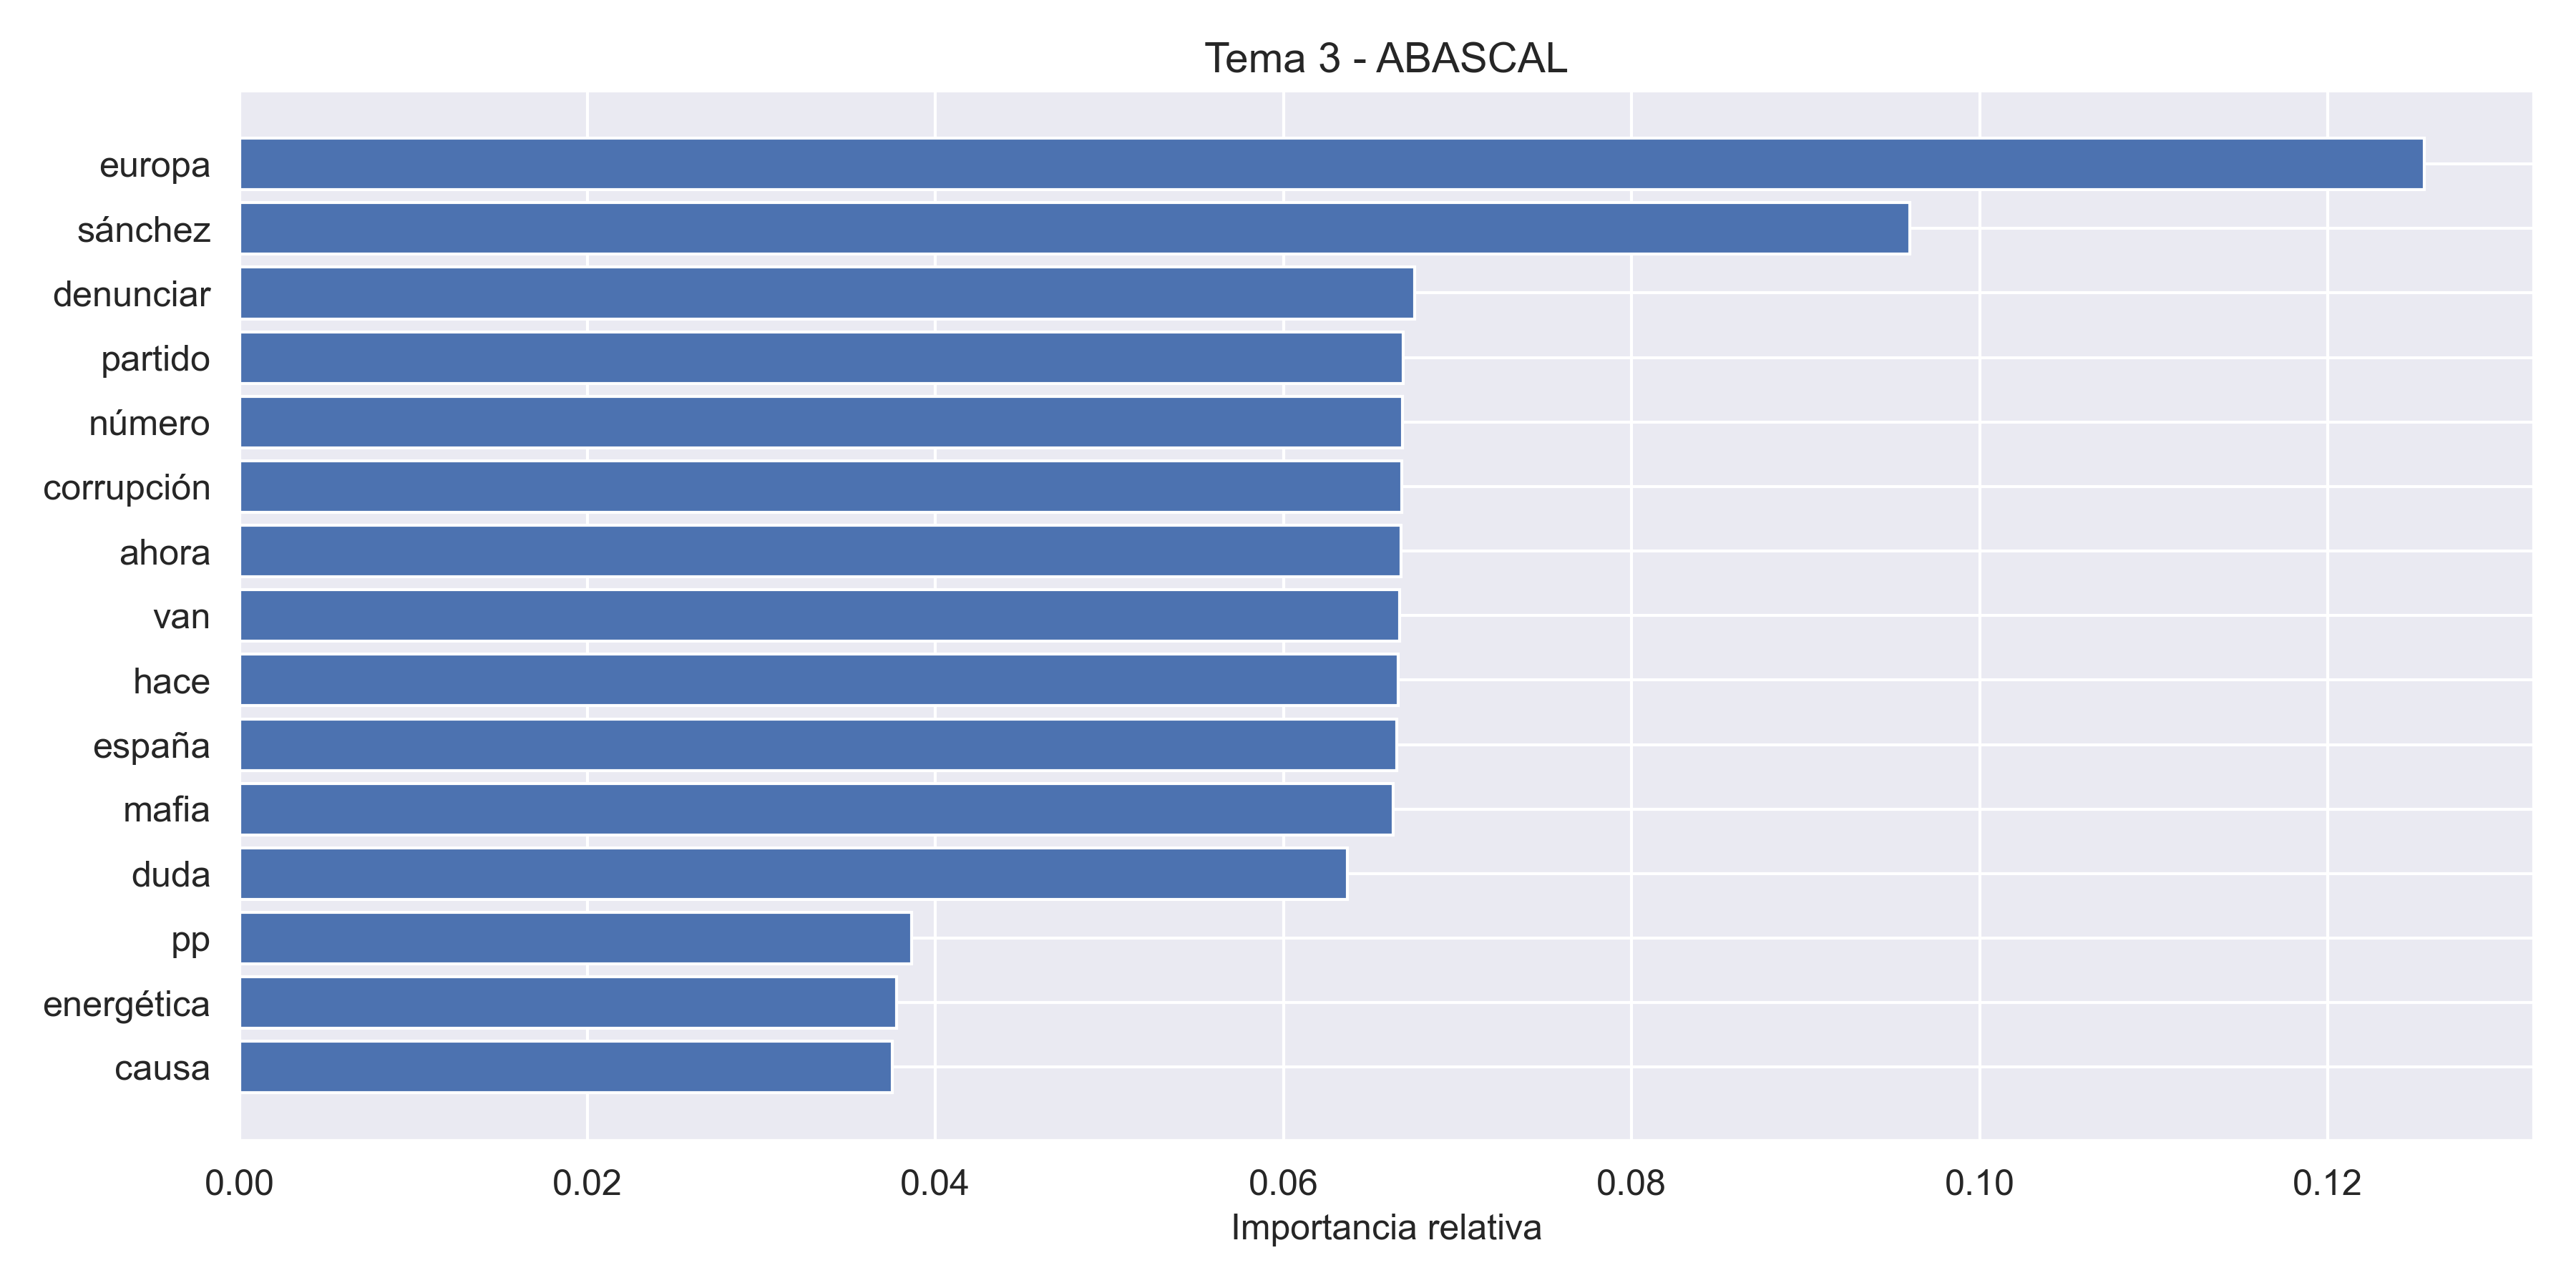 Tema 3 - ABASCAL
europa
sánchez
denunciar
partido
número
corrupción
ahora
van
hace
españa
mafia
duda
pp
energética
causa
0.00 0.02 0.04 0.06 0.08 0.10 0.12
Importancia relativa